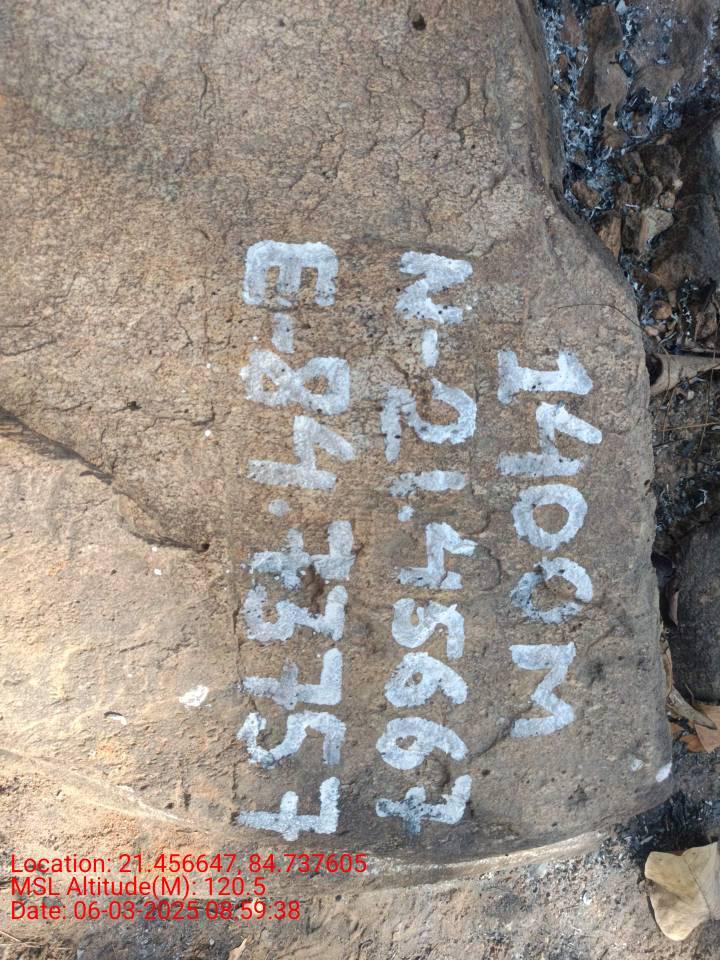 1400M
N-21.45667
E-84.73757
Location: 21.456647, 84.737605
MSL Altitude(M): 120.5
Date: 06-03-2025 08:59.38